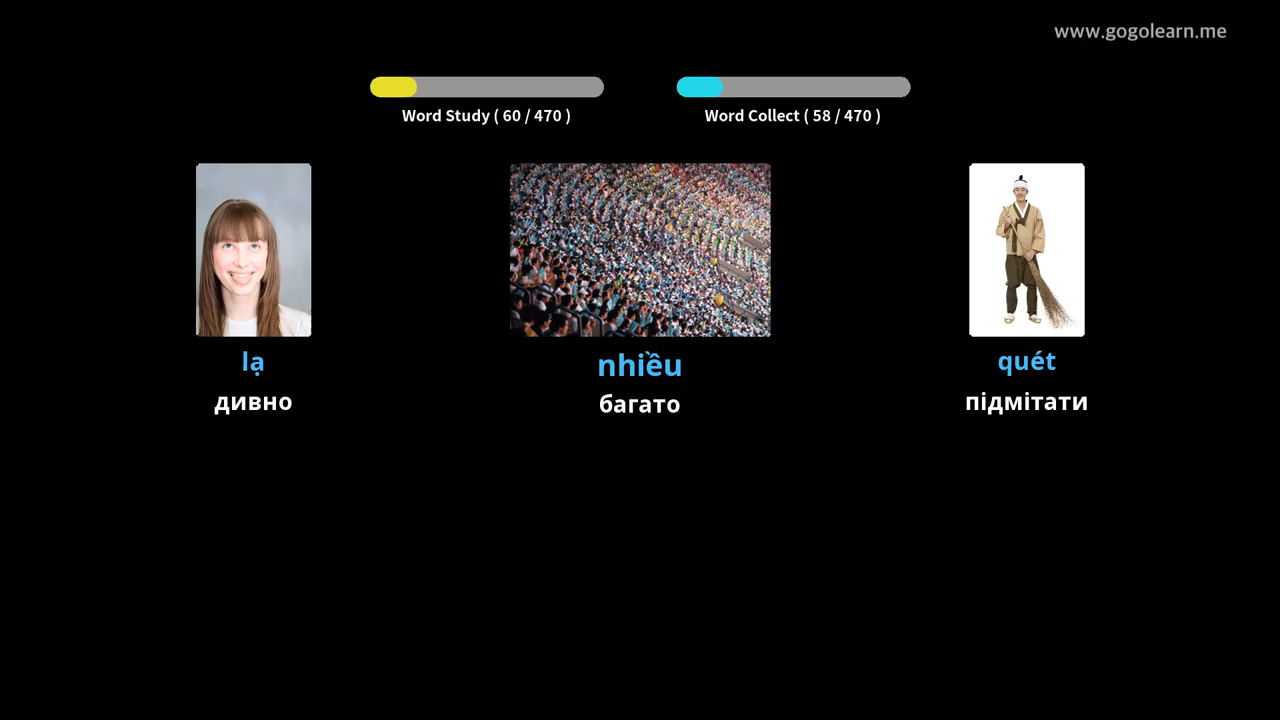 www.gogolearn.me
Word Study ( 60 / 470 )
Word Collect ( 58 / 470 )
lạ
дивно
nhiều
багато
quét
підмітати